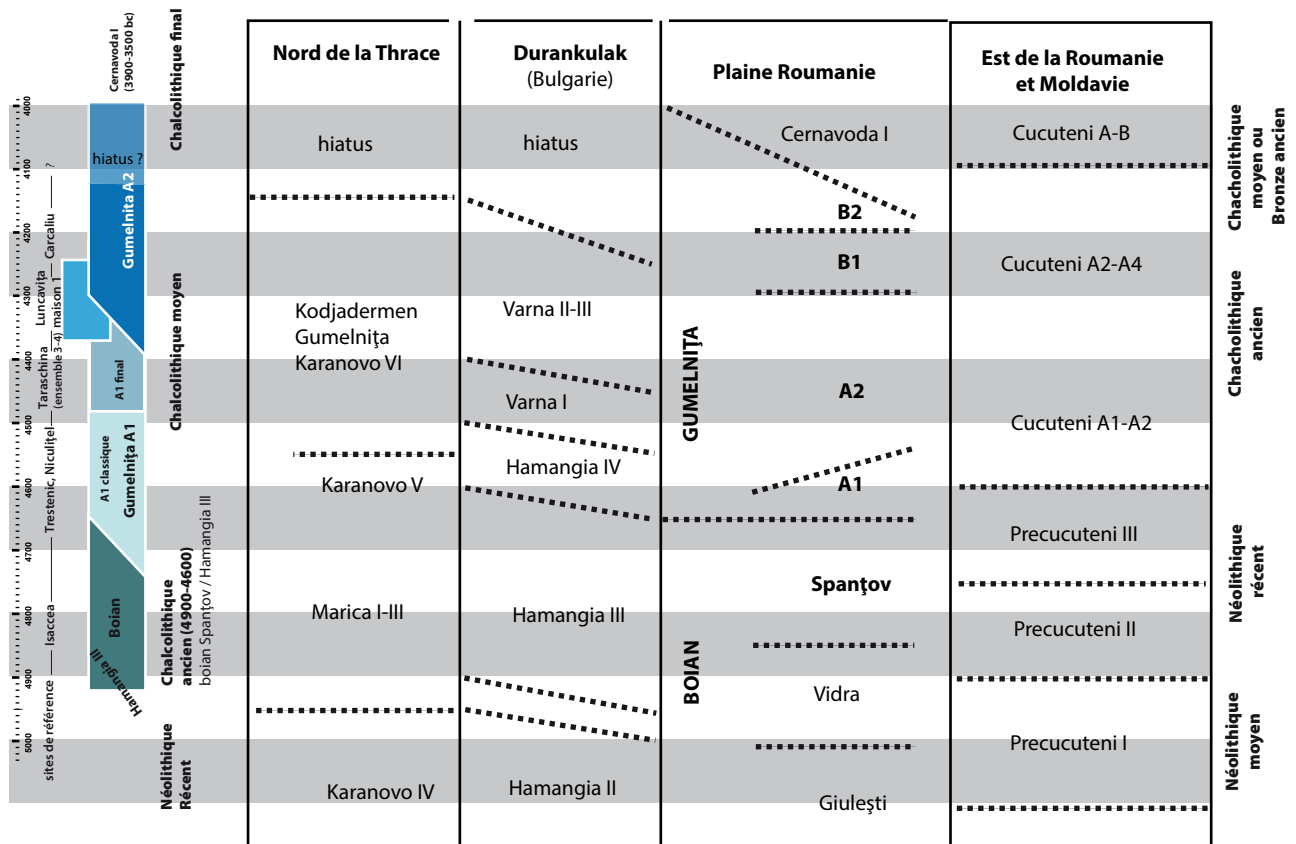 Cernavoda I
(3900-3500 bc)
Chalcolithique final
Nord de la Thrace
Durankulak
(Bulgarie)
Plaine Roumanie
Est de la Roumanie
et Moldavie
4000
4100
4200
4300
4400
4500
4600
4700
4800
4900
5000
sites de référence
Isaccea
Trestenic, Niculiţel
Taraschina
(ensemble 3-4)
Luncaviţa
maison 1
Carcaliu
?
hiatus ?
Gumelnita A2
A1 final
A1 classique
Gumelniţa A1
Boian
Hamangia III
Chalcolithique moyen
Chalcolithique
ancien (4900-4600)
boian Spanţov / Hamangia III
Néolithique
Récent
hiatus
Kodjadermen
Gumelniţa
Karanovo VI
Karanovo V
Marica I-III
Karanovo IV
hiatus
Varna II-III
Varna I
Hamangia IV
Hamangia III
Hamangia II
GUMELNIŢA
BOIAN
Cernavoda I
B2
B1
A2
A1
Spanţov
Vidra
Giuleşti
Cucuteni A-B
Cucuteni A2-A4
Cucuteni A1-A2
Precucuteni III
Precucuteni II
Precucuteni I
Chacholithique
moyen ou
Bronze ancien
Chacholithique
ancien
Néolithique
récent
Néolithique
moyen